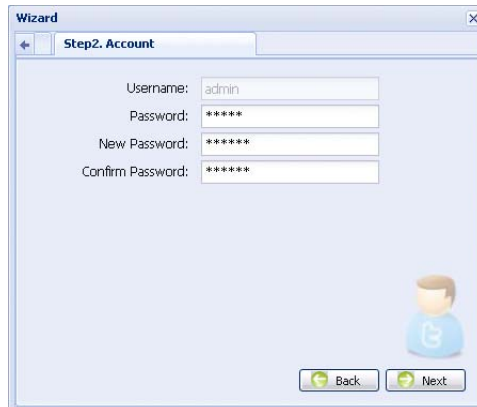 Wizard
Step2. Account
Username: admin
Password: *****
New Password: ******
Confirm Password: ******
Back Next